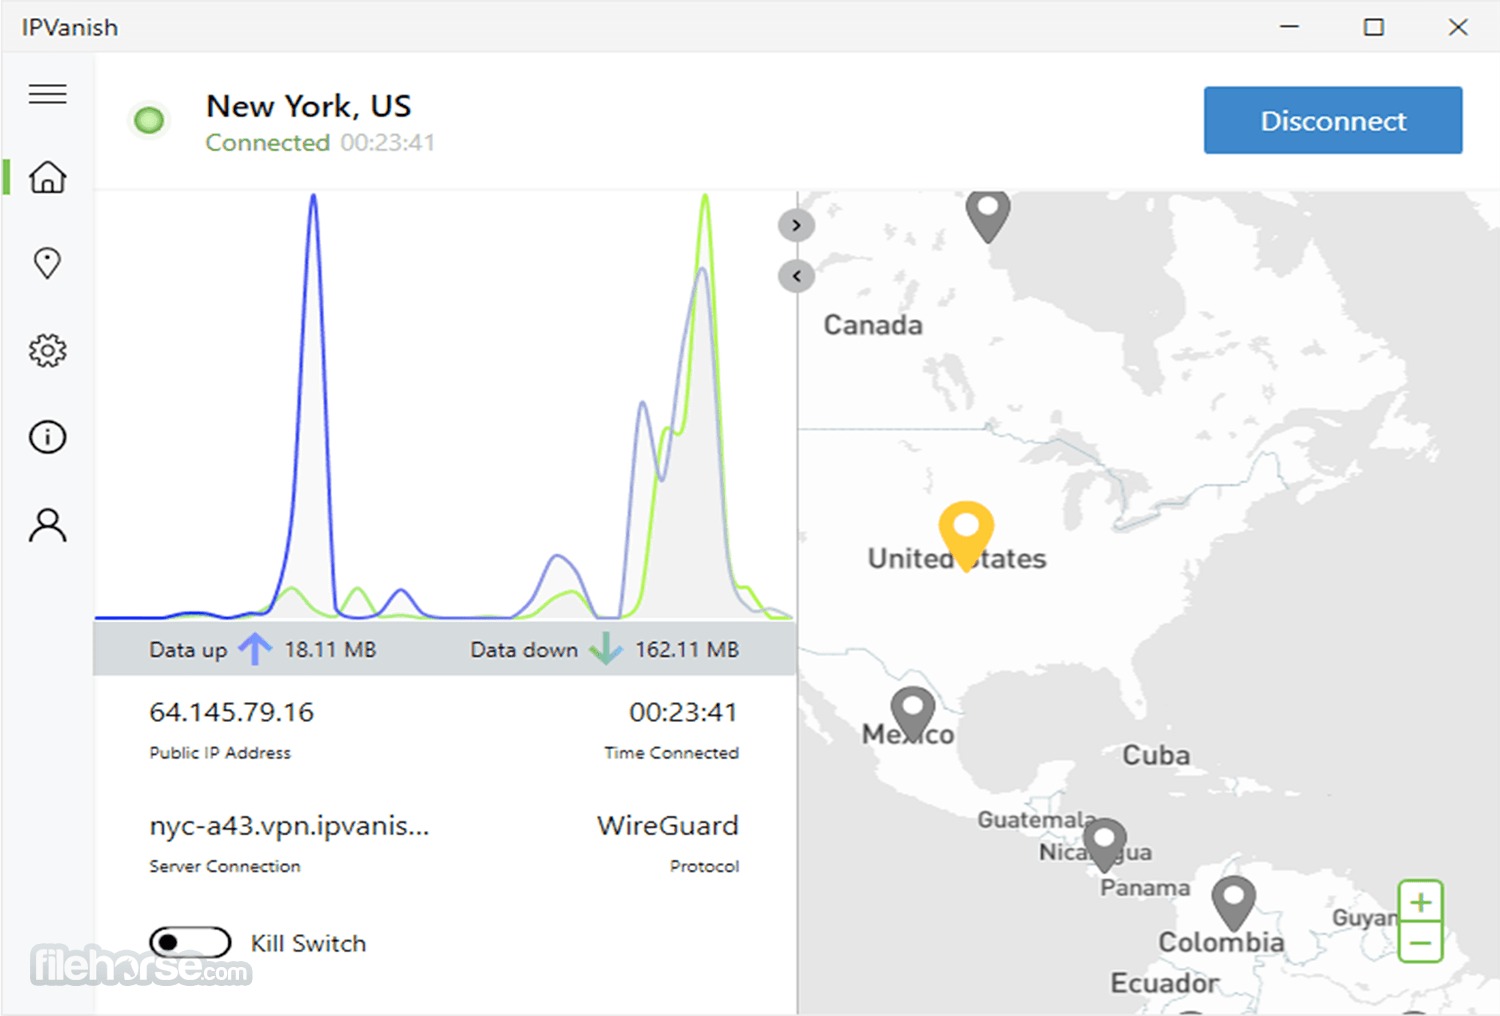 IPVanish
New York, US
Connected 00:23:41
Disconnect
Data up 18.11 MB
Data down 162.11 MB
64.145.79.16
Public IP Address
00:23:41
Time Connected
nyc-a43.vpn.ipvanis...
Server Connection
WireGuard
Protocol
Kill Switch
filehorse.com
Canada
United States
Mexico
Cuba
Guatemala
Nicaragua
Panama
Colombia
Guyan
Ecuador